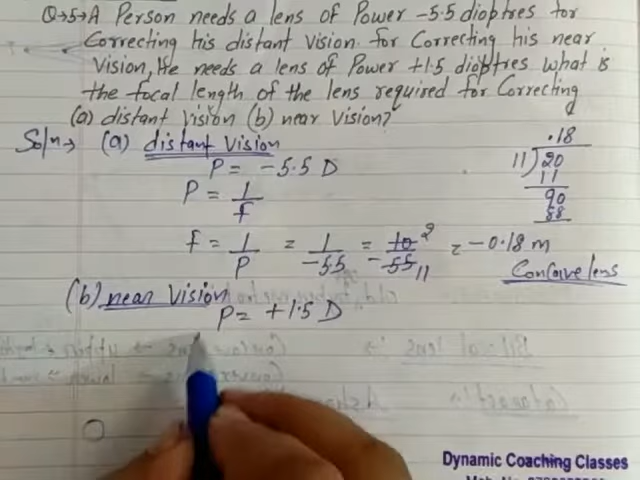 Q→5→A Person needs a lens of Power -5.5 dioptres for
Correcting his distant Vision. for Correcting his near
Vision, He needs a lens of Power +1.5 dioptres what is
the focal length of the lens required for Correcting
(a) distant Vision (b) near Vision?
Soln→ (a) distant Vision
P = -5.5 D
P = 1/f
f = 1/P = 1/-5.5 = 10/-55 = -0.18 m
2
11
.18
11)20
11
90
88
Concave lens
(b) near Vision
P = +1.5 D
Dynamic Coaching Classes